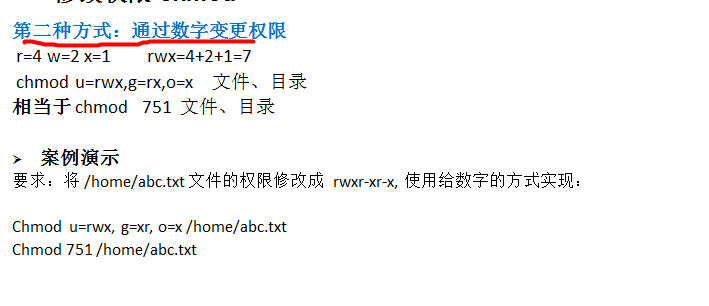 第二种方式：通过数字变更权限
r=4 w=2 x=1 rwx=4+2+1=7
chmod u=rwx,g=rx,o=x 文件、目录
相当于 chmod 751 文件、目录
➢ 案例演示
要求：将 /home/abc.txt 文件的权限修改成 rwxr-xr-x, 使用给数字的方式实现：
Chmod u=rwx, g=xr, o=x /home/abc.txt
Chmod 751 /home/abc.txt